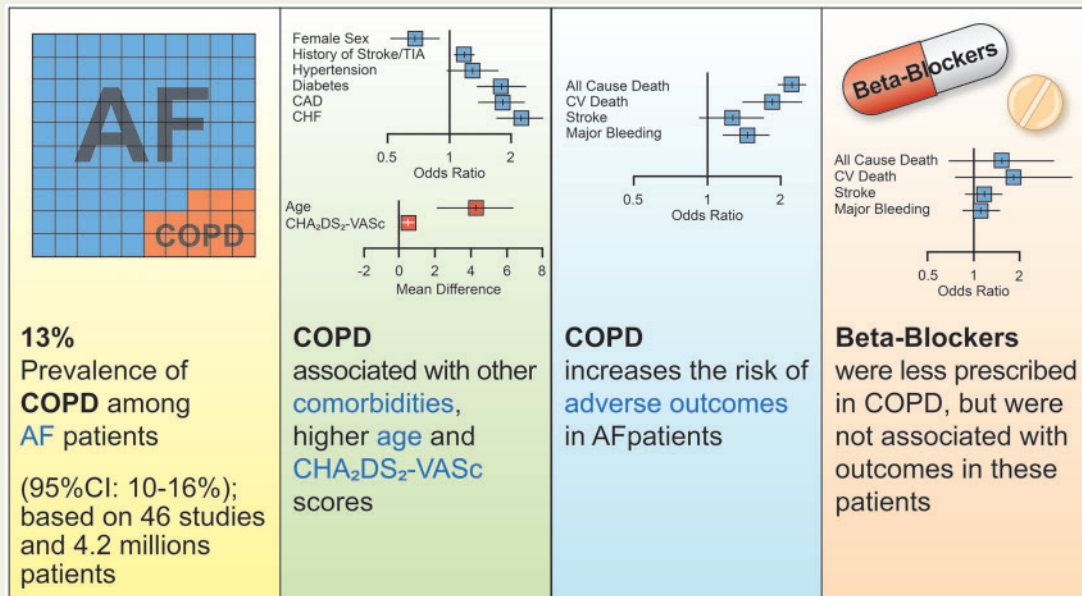 AF
COPD
13%
Prevalence of
COPD among
AF patients
(95%CI: 10-16%);
based on 46 studies
and 4.2 millions
patients
Female Sex
History of Stroke/TIA
Hypertension
Diabetes
CAD
CHF
0.5 1 2
Odds Ratio
Age
CHA₂DS₂-VASc
-2 0 2 4 6 8
Mean Difference
COPD
associated with other
comorbidities,
higher age and
CHA₂DS₂-VASc
scores
All Cause Death
CV Death
Stroke
Major Bleeding
0.5 1 2
Odds Ratio
COPD
increases the risk of
adverse outcomes
in AFpatients
Beta-Blockers
All Cause Death
CV Death
Stroke
Major Bleeding
0.5 1 2
Odds Ratio
Beta-Blockers
were less prescribed
in COPD, but were
not associated with
outcomes in these
patients